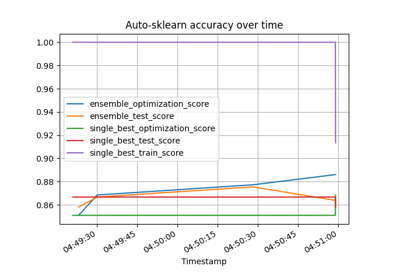 Auto-sklearn accuracy over time
1.00
0.98
0.96
0.94
0.92
0.90
0.88
0.86
ensemble_optimization_score
ensemble_test_score
single_best_optimization_score
single_best_test_score
single_best_train_score
04:49:30
04:49:45
04:50:00
04:50:15
04:50:30
04:50:45
04:51:00
Timestamp